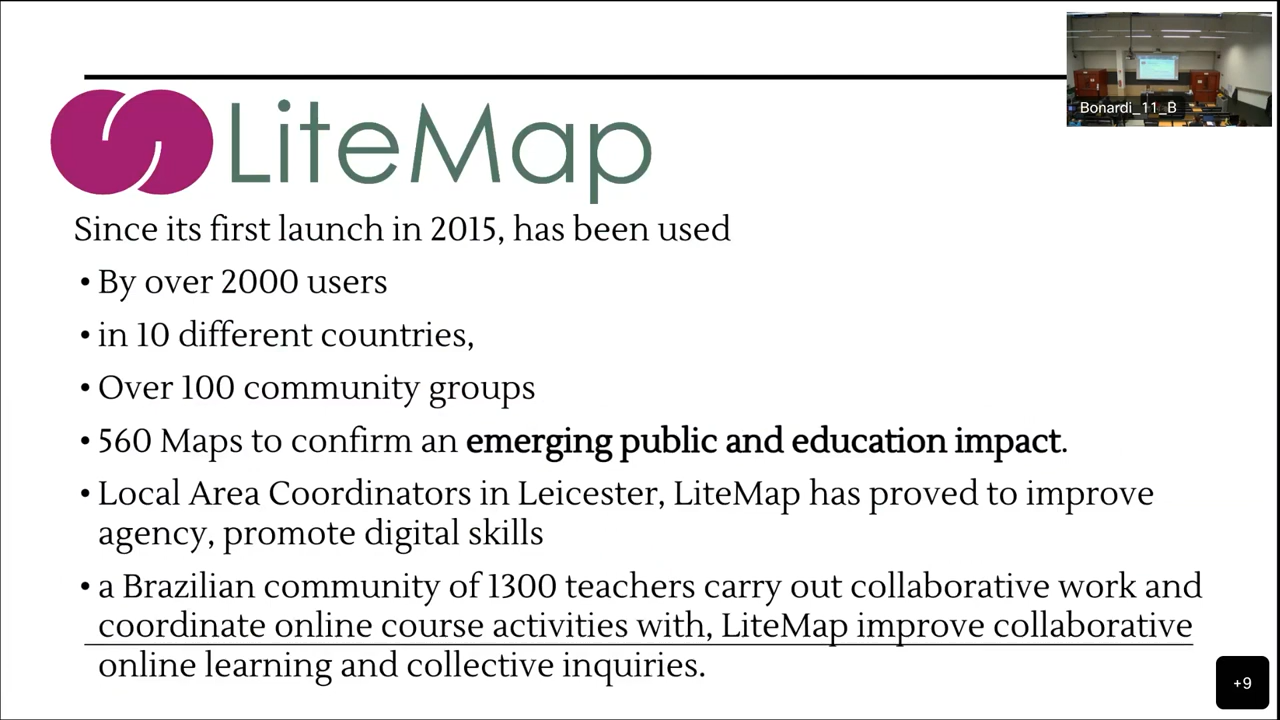 LiteMap
Bonardi_11_B
Since its first launch in 2015, has been used
• By over 2000 users
• in 10 different countries,
• Over 100 community groups
• 560 Maps to confirm an emerging public and education impact.
• Local Area Coordinators in Leicester, LiteMap has proved to improve
agency, promote digital skills
• a Brazilian community of 1300 teachers carry out collaborative work and
coordinate online course activities with, LiteMap improve collaborative
online learning and collective inquiries.
+9